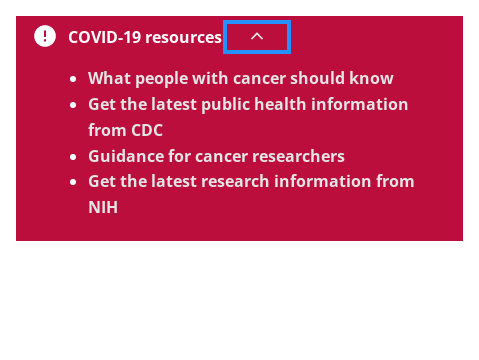 COVID-19 resources
What people with cancer should know
Get the latest public health information
from CDC
Guidance for cancer researchers
Get the latest research information from
NIH